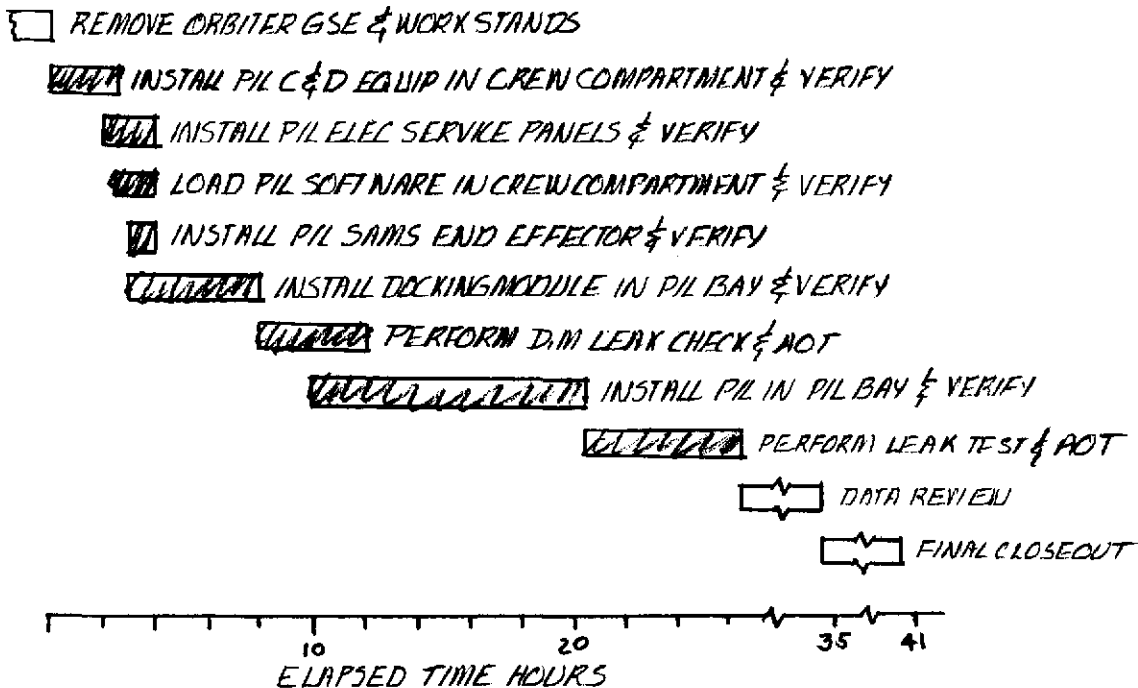 REMOVE ORBITER GSE & WORK STANDS
INSTALL P/L C&D EQUIP IN CREW COMPARTMENT & VERIFY
INSTALL P/L ELEC SERVICE PANELS & VERIFY
LOAD P/L SOFTWARE IN CREW COMPARTMENT & VERIFY
INSTALL P/L SAMS END EFFECTOR & VERIFY
INSTALL DOCKING MODULE IN P/L BAY & VERIFY
PERFORM D.M LEAK CHECK & AOT
INSTALL P/L IN P/L BAY & VERIFY
PERFORM LEAK TEST & AOT
DATA REVIEW
FINAL CLOSEOUT
10 20 35 41
ELAPSED TIME HOURS